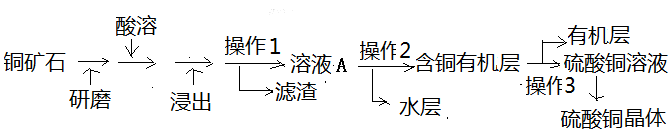 酸溶
铜矿石
研磨
浸出
操作1
滤渣
溶液A
操作2
水层
含铜有机层
操作3
有机层
硫酸铜溶液
硫酸铜晶体